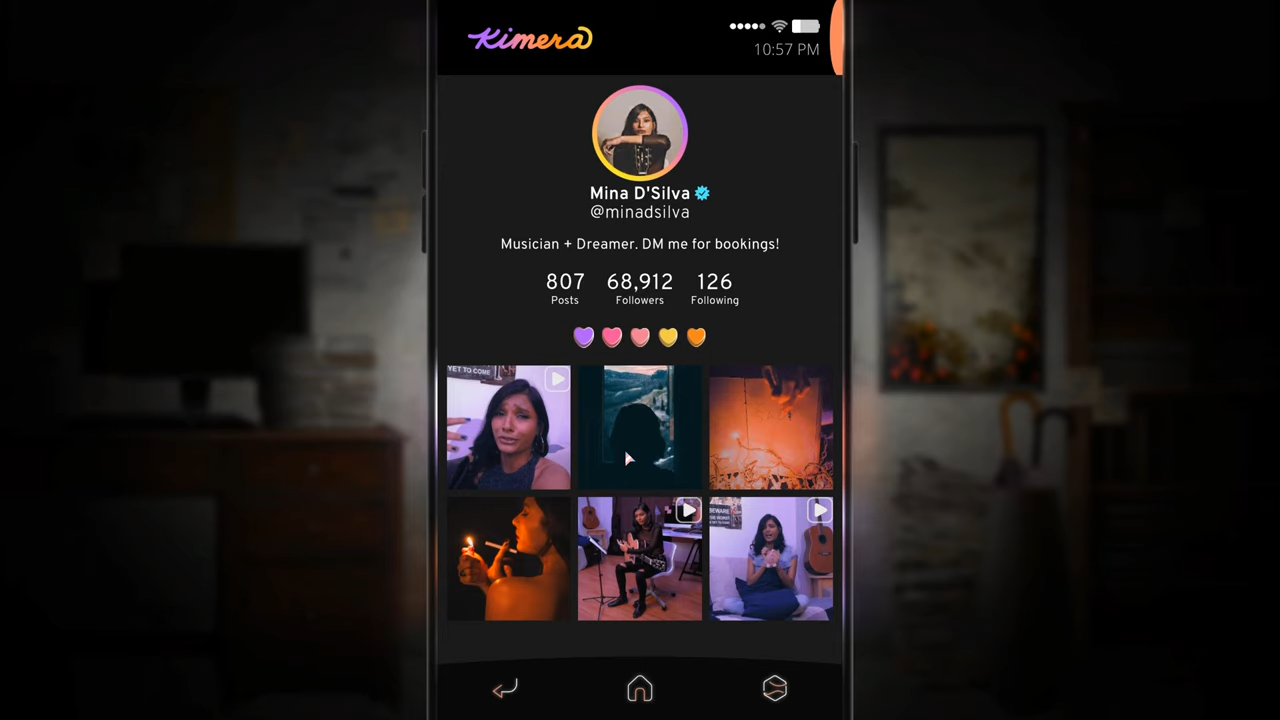 Kimera
10:57 PM
Mina D'Silva
@minadsilva
Musician + Dreamer. DM me for bookings!
807 68,912 126
Posts Followers Following
YET TO COME
BEWARE